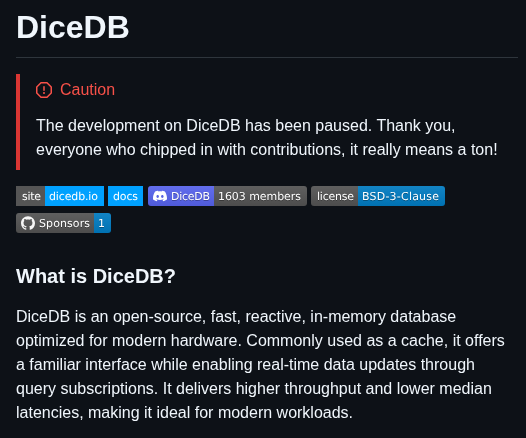 DiceDB
Caution
The development on DiceDB has been paused. Thank you,
everyone who chipped in with contributions, it really means a ton!
site dicedb.io docs DiceDB 1603 members license BSD-3-Clause
Sponsors 1
What is DiceDB?
DiceDB is an open-source, fast, reactive, in-memory database
optimized for modern hardware. Commonly used as a cache, it offers
a familiar interface while enabling real-time data updates through
query subscriptions. It delivers higher throughput and lower median
latencies, making it ideal for modern workloads.